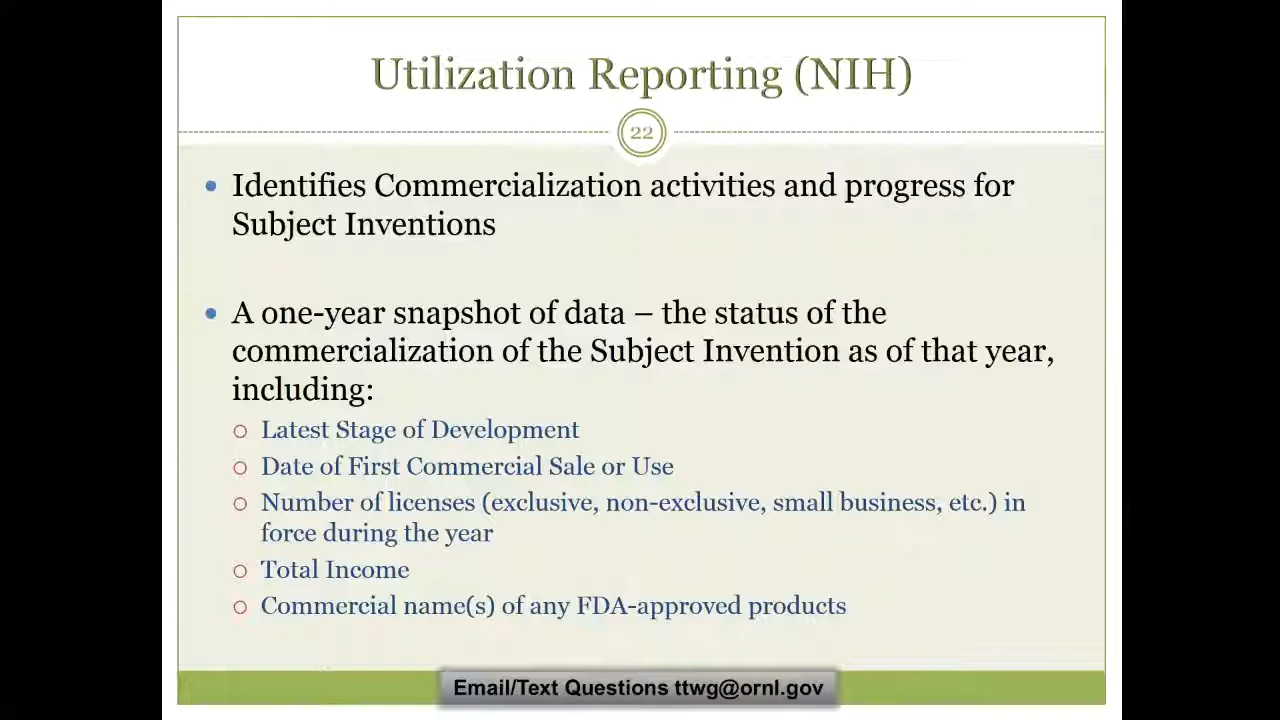 Utilization Reporting (NIH)
22
• Identifies Commercialization activities and progress for
Subject Inventions
• A one-year snapshot of data – the status of the
commercialization of the Subject Invention as of that year,
including:
○ Latest Stage of Development
○ Date of First Commercial Sale or Use
○ Number of licenses (exclusive, non-exclusive, small business, etc.) in
force during the year
○ Total Income
○ Commercial name(s) of any FDA-approved products
Email/Text Questions ttwg@ornl.gov